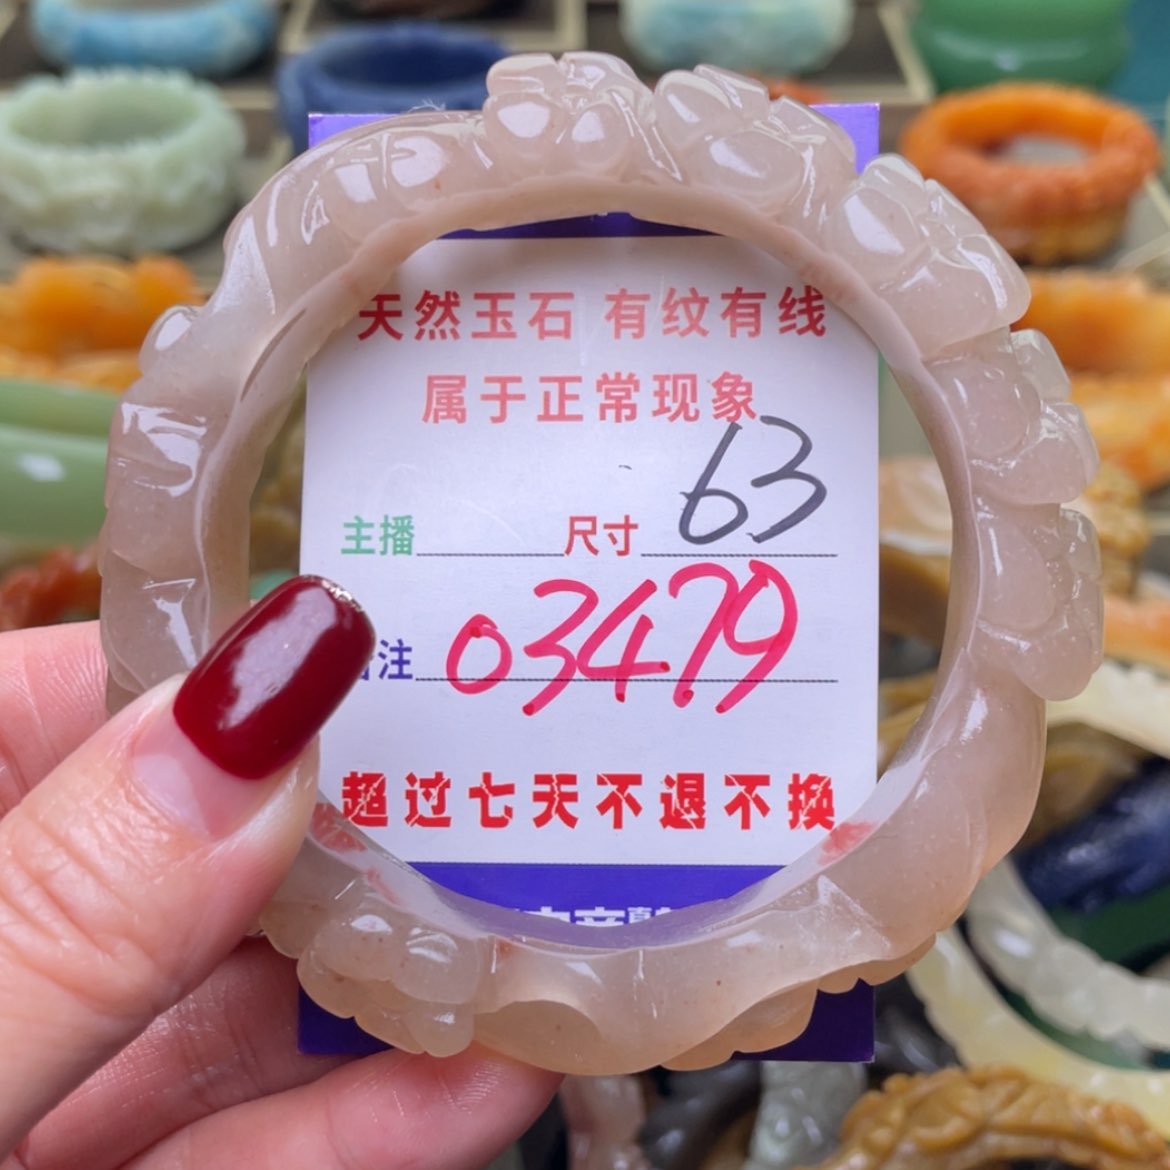 天然玉石 有纹有线
属于正常现象
主播 尺寸 63
注 03479
超过七天不退不换